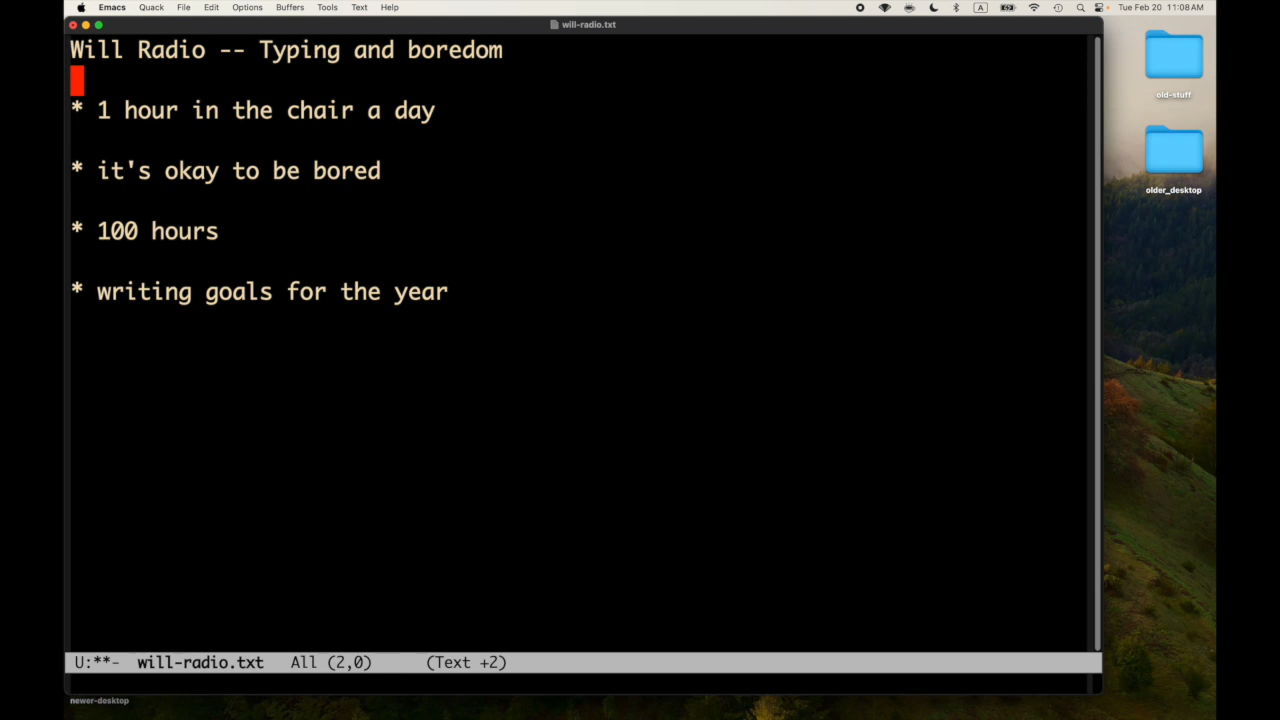 Emacs Quack File Edit Options Buffers Tools Text Help
A
Tue Feb 20 11:08 AM
will-radio.txt
Will Radio -- Typing and boredom
* 1 hour in the chair a day
* it's okay to be bored
* 100 hours
* writing goals for the year
old-stuff
older_desktop
U:**- will-radio.txt All (2,0) (Text +2)
newer-desktop